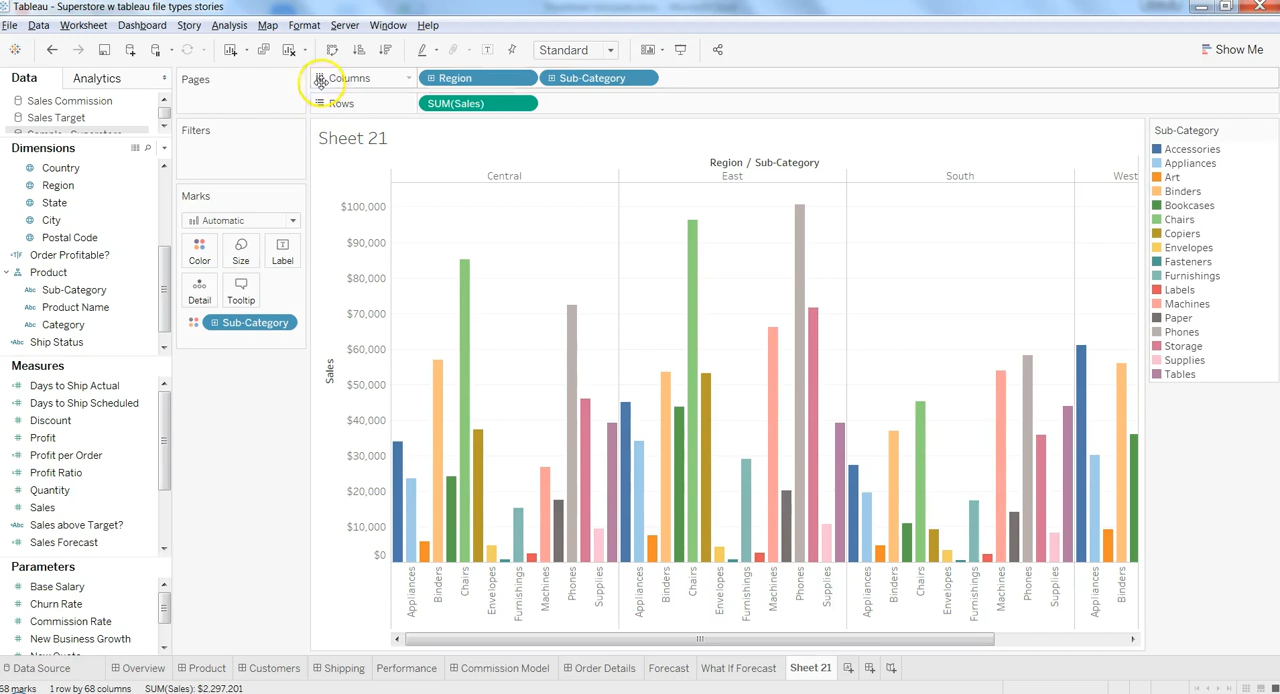 Tableau - Superstore w tableau file types stories
File Data Worksheet Dashboard Story Analysis Map Format Server Window Help
Standard
Show Me
Data Analytics
Sales Commission
Sales Target
Dimensions
Country
Region
State
City
Postal Code
Order Profitable?
Product
Abc Sub-Category
Abc Product Name
Abc Category
=Abc Ship Status
Measures
=# Days to Ship Actual
=# Days to Ship Scheduled
# Discount
# Profit
=# Profit per Order
=# Profit Ratio
# Quantity
# Sales
=Abc Sales above Target?
=# Sales Forecast
Parameters
# Base Salary
# Churn Rate
# Commission Rate
# New Business Growth
Pages
Filters
Marks
Automatic
Color Size Label
Detail Tooltip
Sub-Category
Columns Region Sub-Category
Rows SUM(Sales)
Sheet 21
Region / Sub-Category
Central East South West
Sales
$100,000
$90,000
$80,000
$70,000
$60,000
$50,000
$40,000
$30,000
$20,000
$10,000
$0
Appliances Binders Chairs Envelopes Furnishings Machines Phones Supplies Appliances Binders Chairs Envelopes Furnishings Machines Phones Supplies Appliances Binders Chairs Envelopes Furnishings Machines Phones Supplies Appliances Binders
Sub-Category
Accessories
Appliances
Art
Binders
Bookcases
Chairs
Copiers
Envelopes
Fasteners
Furnishings
Labels
Machines
Paper
Phones
Storage
Supplies
Tables
Data Source Overview Product Customers Shipping Performance Commission Model Order Details Forecast What If Forecast Sheet 21
68 marks 1 row by 68 columns SUM(Sales): $2,297,201